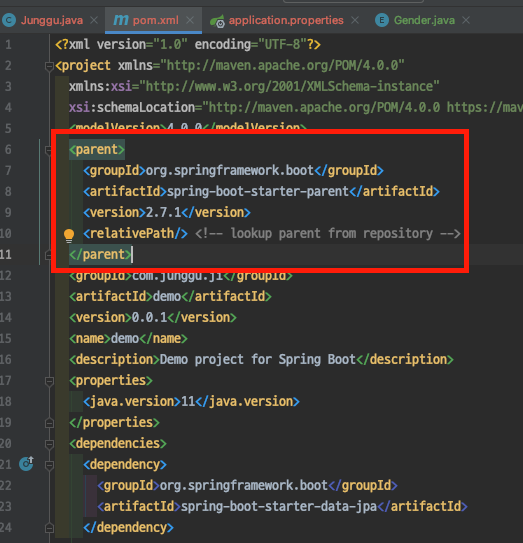 Junggu.java
pom.xml
application.properties
Gender.java
1 <?xml version="1.0" encoding="UTF-8"?>
2 <project xmlns="http://maven.apache.org/POM/4.0.0"
3 xmlns:xsi="http://www.w3.org/2001/XMLSchema-instance"
4 xsi:schemaLocation="http://maven.apache.org/POM/4.0.0 https://ma
5 <modelVersion>4.0.0</modelVersion>
6 <parent>
7 <groupId>org.springframework.boot</groupId>
8 <artifactId>spring-boot-starter-parent</artifactId>
9 <version>2.7.1</version>
10 <relativePath/> <!-- lookup parent from repository -->
11 </parent>
12 <groupId>com.junggu.ji</groupId>
13 <artifactId>demo</artifactId>
14 <version>0.0.1</version>
15 <name>demo</name>
16 <description>Demo project for Spring Boot</description>
17 <properties>
18 <java.version>11</java.version>
19 </properties>
20 <dependencies>
21 <dependency>
22 <groupId>org.springframework.boot</groupId>
23 <artifactId>spring-boot-starter-data-jpa</artifactId>
24 </dependency>